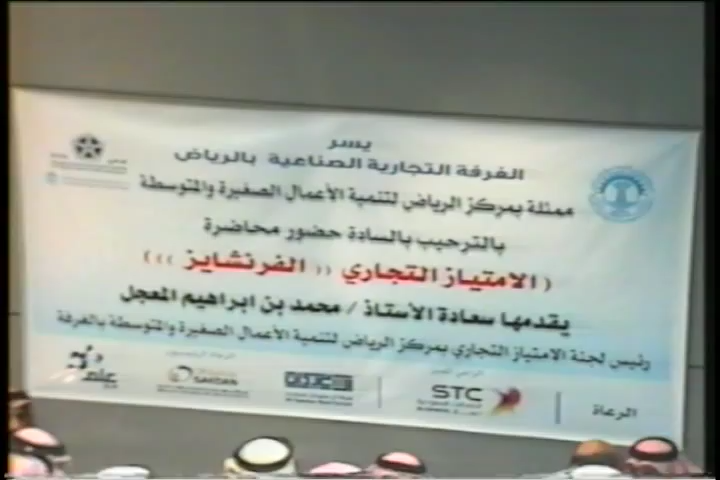 يسر
الغرفة التجارية الصناعية بالرياض
ممثلة بمركز الرياض لتنمية الأعمال الصغيرة والمتوسطة
بالترحيب بالسادة حضور محاضرة
( الامتياز التجاري (( الفرنشايز )))
يقدمها سعادة الأستاذ / محمد بن ابراهيم المعجل
رئيس لجنة الامتياز التجاري بمركز الرياض لتنمية الأعمال الصغيرة والمتوسطة بالغرفة
الرعاة
STC